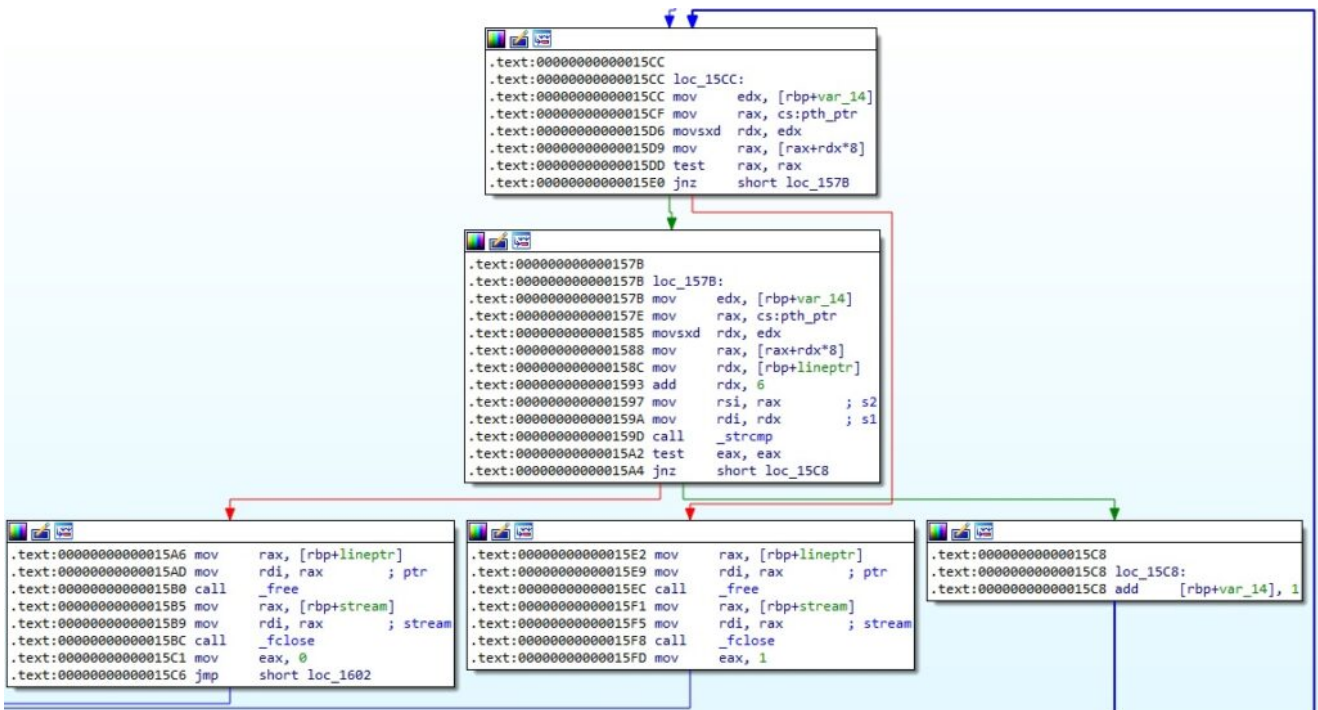 .text:00000000000015CC
.text:00000000000015CC loc_15CC:
.text:00000000000015CC mov     edx, [rbp+var_14]
.text:00000000000015CF mov     rax, cs:pth_ptr
.text:00000000000015D6 movsxd  rdx, edx
.text:00000000000015D9 mov     rax, [rax+rdx*8]
.text:00000000000015DD test    rax, rax
.text:00000000000015E0 jnz     short loc_157B
.text:000000000000157B
.text:000000000000157B loc_157B:
.text:000000000000157B mov     edx, [rbp+var_14]
.text:000000000000157E mov     rax, cs:pth_ptr
.text:0000000000001585 movsxd  rdx, edx
.text:0000000000001588 mov     rax, [rax+rdx*8]
.text:000000000000158C mov     rdx, [rbp+lineptr]
.text:0000000000001593 add     rdx, 6
.text:0000000000001597 mov     rsi, rax        ; s2
.text:000000000000159A mov     rdi, rdx        ; s1
.text:000000000000159D call    _strcmp
.text:00000000000015A2 test    eax, eax
.text:00000000000015A4 jnz     short loc_15C8
.text:00000000000015A6 mov     rax, [rbp+lineptr]
.text:00000000000015AD mov     rdi, rax        ; ptr
.text:00000000000015B0 call    _free
.text:00000000000015B5 mov     rax, [rbp+stream]
.text:00000000000015B9 mov     rdi, rax        ; stream
.text:00000000000015BC call    _fclose
.text:00000000000015C1 mov     eax, 0
.text:00000000000015C6 jmp     short loc_1602
.text:00000000000015E2 mov     rax, [rbp+lineptr]
.text:00000000000015E9 mov     rdi, rax        ; ptr
.text:00000000000015EC call    _free
.text:00000000000015F1 mov     rax, [rbp+stream]
.text:00000000000015F5 mov     rdi, rax        ; stream
.text:00000000000015F8 call    _fclose
.text:00000000000015FD mov     eax, 1
.text:00000000000015C8
.text:00000000000015C8 loc_15C8:
.text:00000000000015C8 add     [rbp+var_14], 1